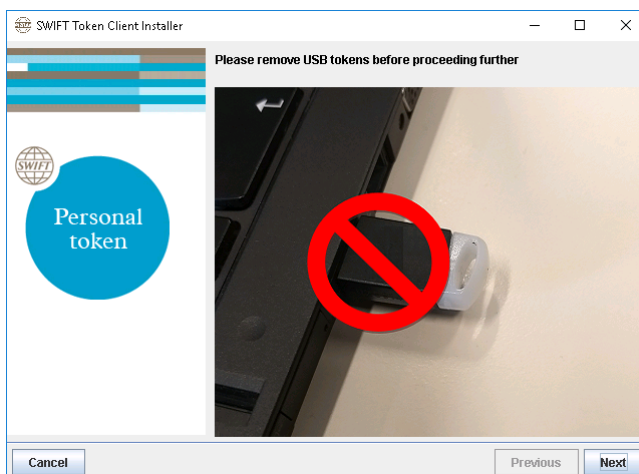 SWIFT Token Client Installer
Please remove USB tokens before proceeding further
SWIFT
Personal
token
Cancel
Previous
Next